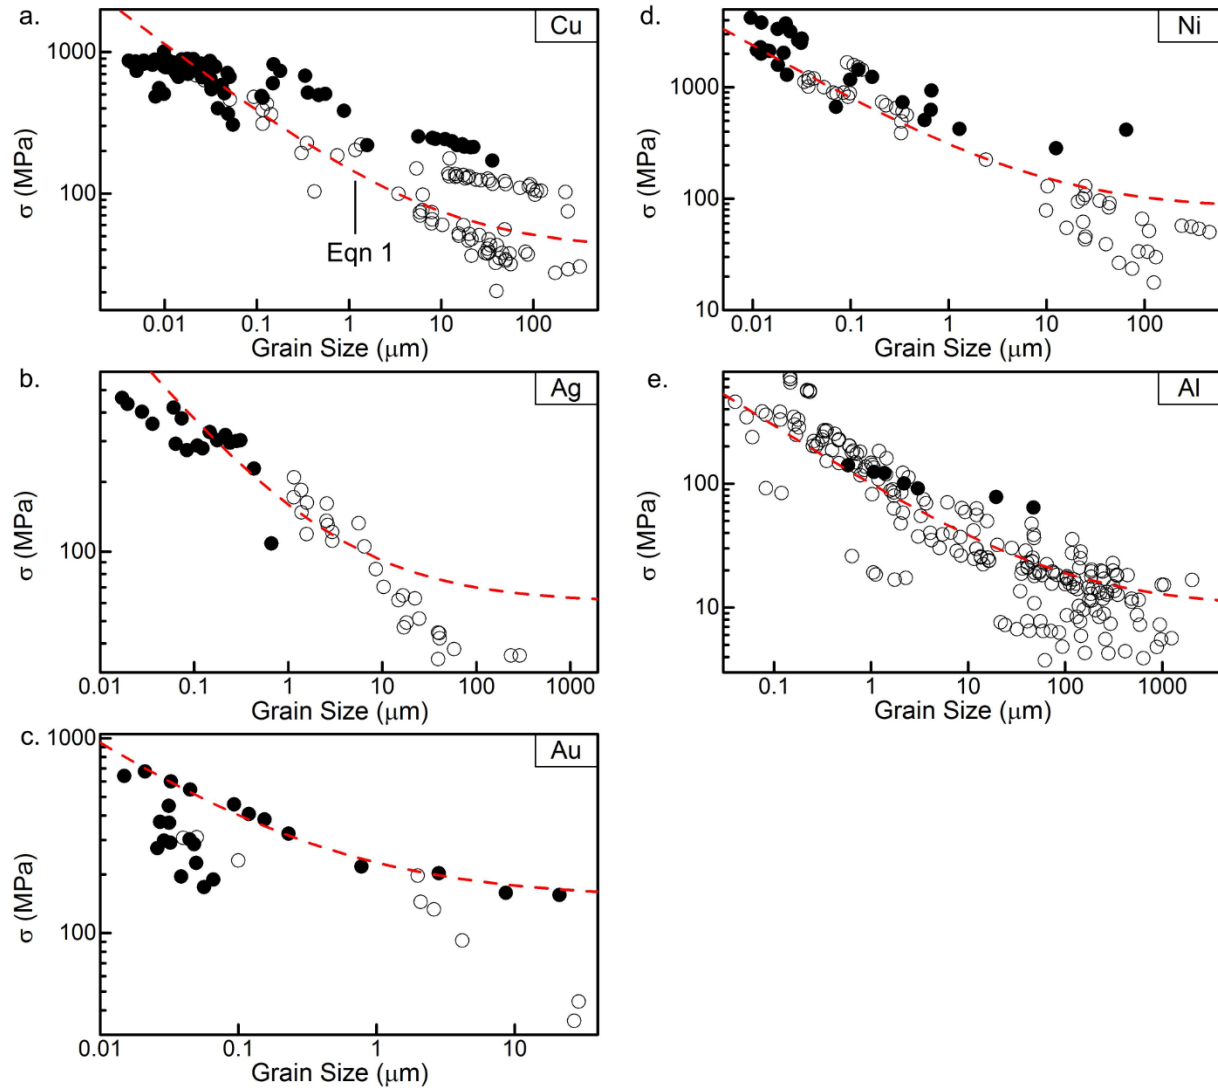 a.
Cu
σ (MPa)
1000
100
Eqn 1
0.01 0.1 1 10 100
Grain Size (μm)
b.
Ag
σ (MPa)
100
0.01 0.1 1 10 100 1000
Grain Size (μm)
c.
Au
σ (MPa)
1000
100
0.01 0.1 1 10
Grain Size (μm)
d.
Ni
σ (MPa)
1000
100
10
0.01 0.1 1 10 100
Grain Size (μm)
e.
Al
σ (MPa)
100
10
0.1 1 10 100 1000
Grain Size (μm)